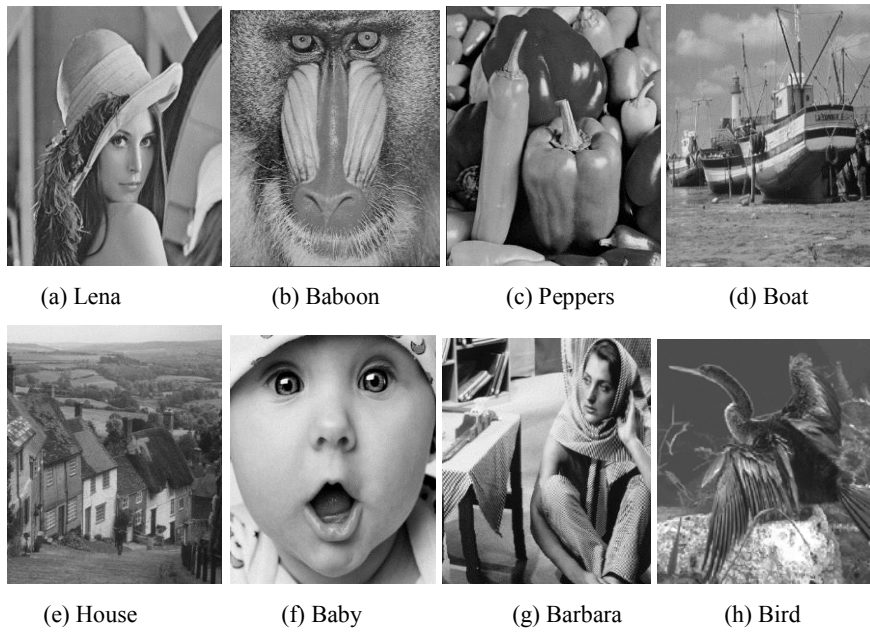 (a) Lena
(b) Baboon
(c) Peppers
(d) Boat
(e) House
(f) Baby
(g) Barbara
(h) Bird